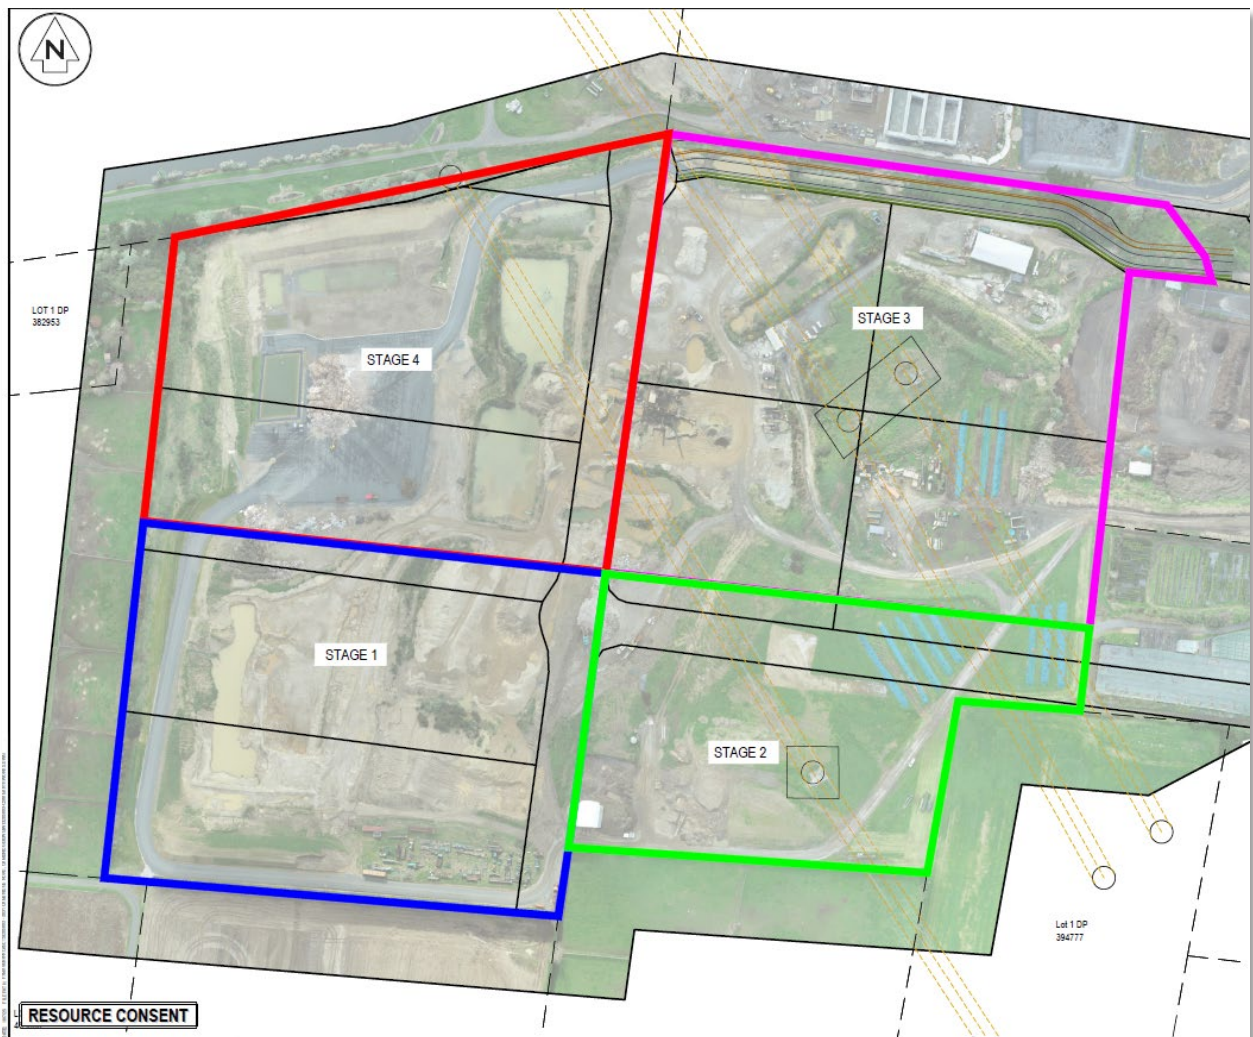 N
LOT 1 DP
382953
STAGE 4
STAGE 3
STAGE 1
STAGE 2
Lot 1 DP
394777
RESOURCE CONSENT